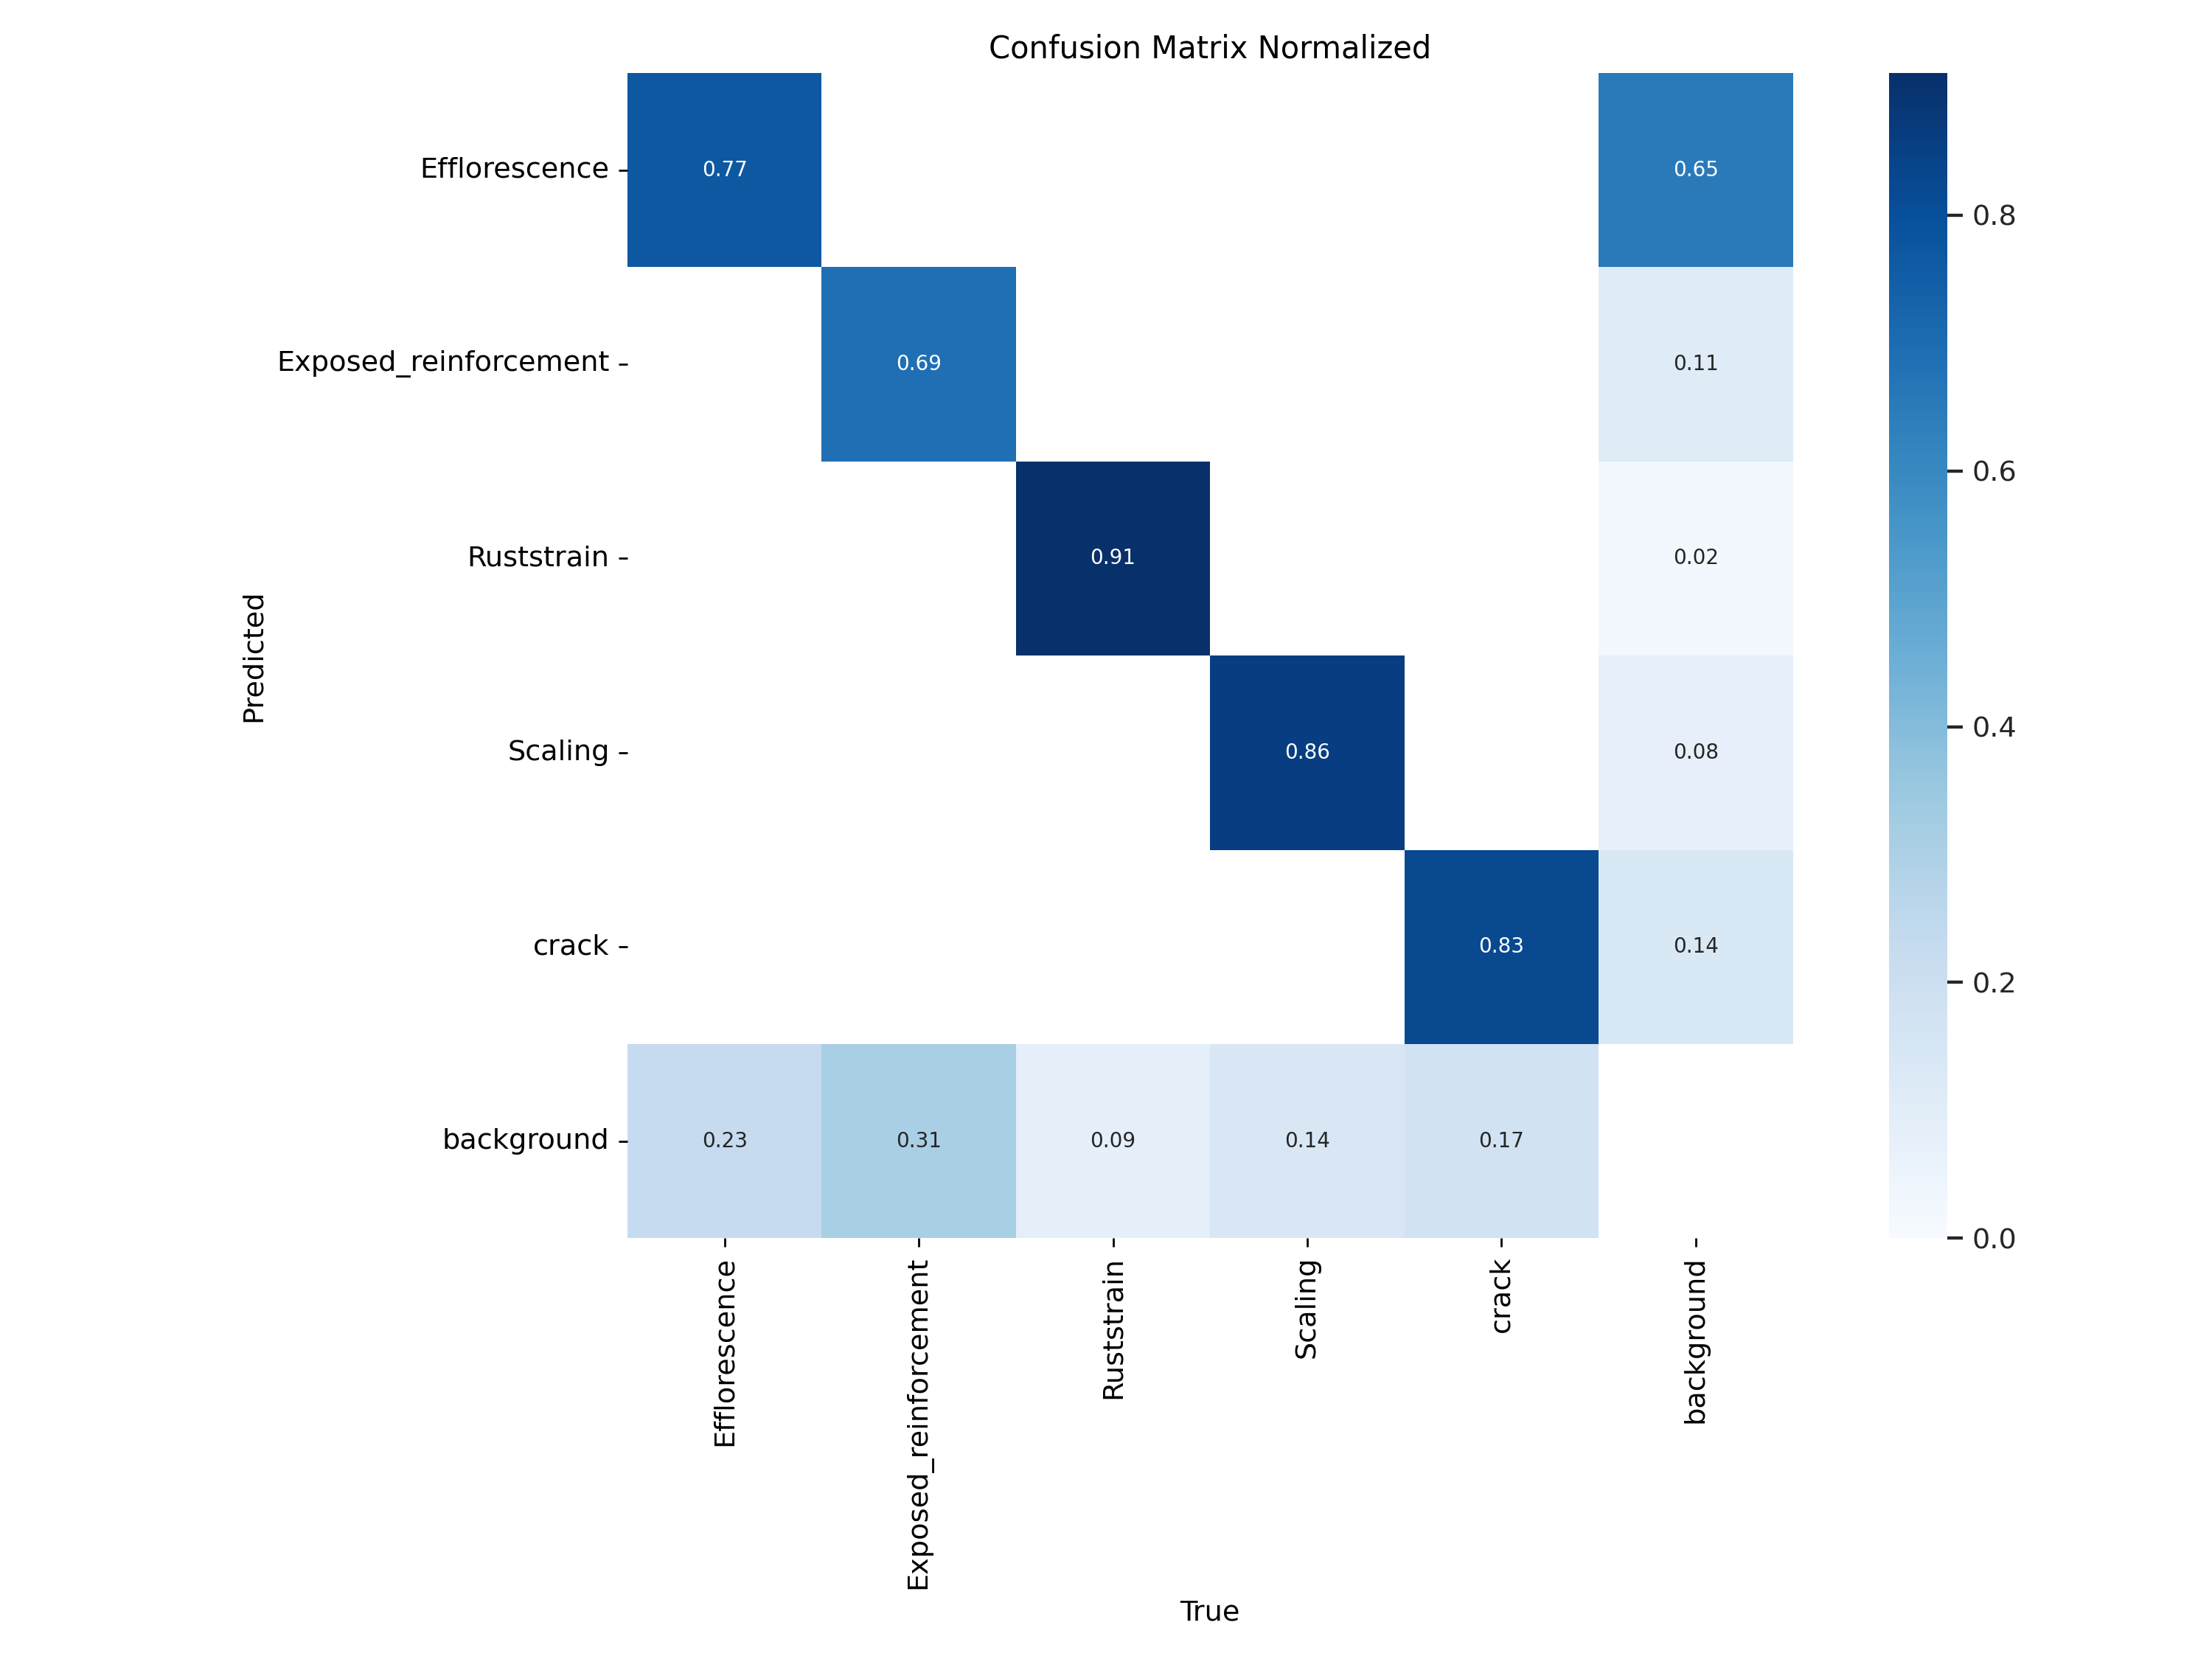 Confusion Matrix Normalized
Efflorescence
0.77
0.65
0.8
Exposed_reinforcement
0.69
0.11
0.6
Ruststrain
0.91
0.02
Predicted
Scaling
0.86
0.08
0.4
crack
0.83
0.14
0.2
background
0.23
0.31
0.09
0.14
0.17
0.0
Efflorescence
Exposed_reinforcement
Ruststrain
Scaling
crack
background
True